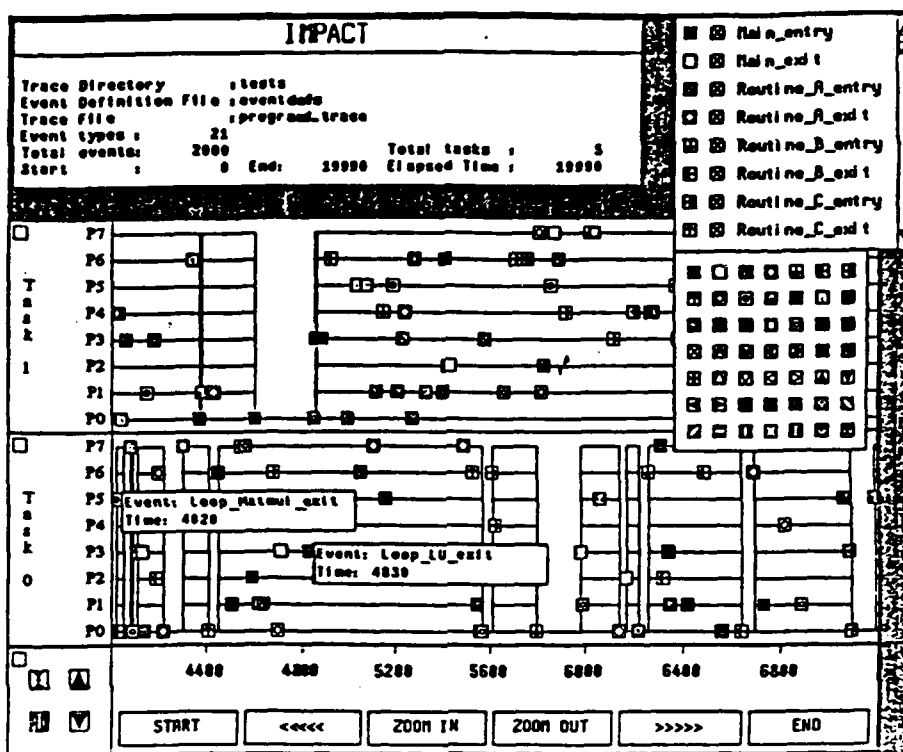 IMPACT
Trace Directory : tests
Event Definition File : eventdefs
Trace File : program_trace
Event types : 21
Total events: 2000 Total tasks : 5
Start : 0 End: 19990 Elapsed Time : 19990
Main_entry
Main_exit
Routine_A_entry
Routine_A_exit
Routine_B_entry
Routine_B_exit
Routine_C_entry
Routine_C_exit
Task 1
P7
P6
P5
P4
P3
P2
P1
P0
Task 0
P7
P6
P5
P4
P3
P2
P1
P0
Event: Loop_Matmul_exit
Time: 4020
Event: Loop_LU_exit
Time: 4830
4400 4800 5200 5600 6000 6400 6800
START <<<<< ZOOM IN ZOOM OUT >>>>> END